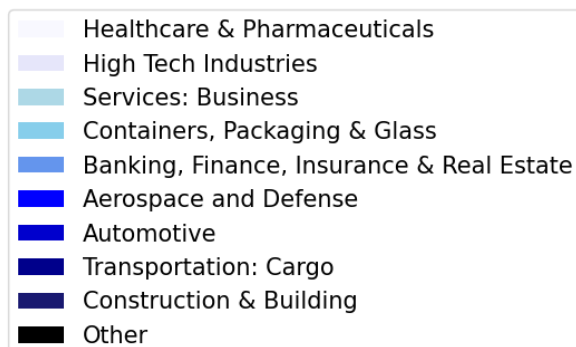 Healthcare & Pharmaceuticals
High Tech Industries
Services: Business
Containers, Packaging & Glass
Banking, Finance, Insurance & Real Estate
Aerospace and Defense
Automotive
Transportation: Cargo
Construction & Building
Other